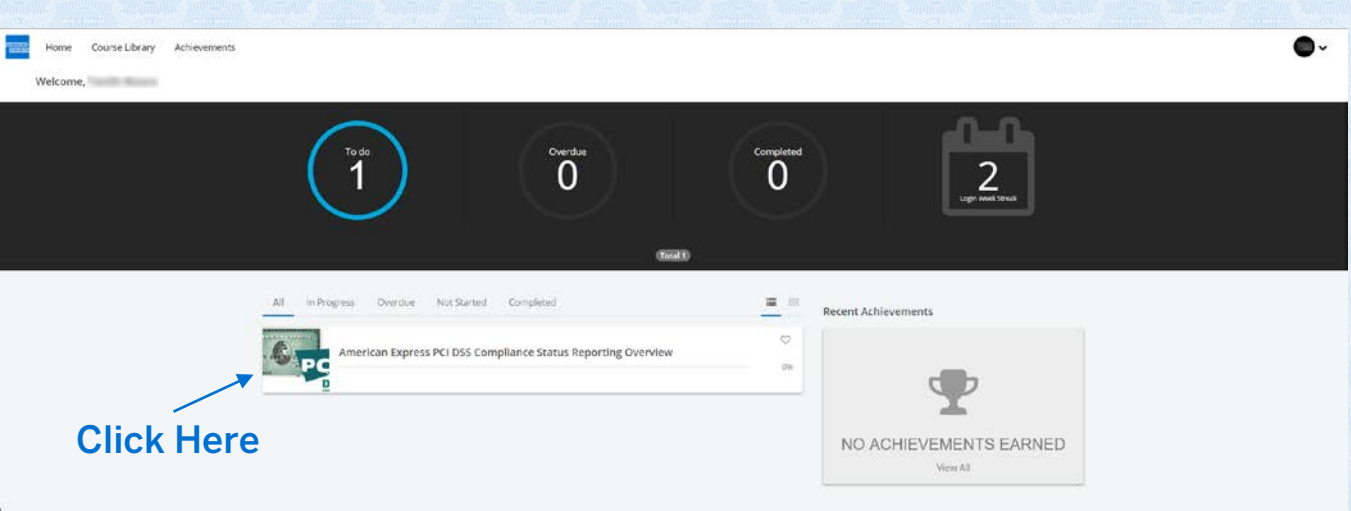 Home Course Library Achievements
Welcome,
To do
1
Overdue
0
Completed
0
2
Login Week Streak
Total 1
All In Progress Overdue Not Started Completed
Recent Achievements
American Express PCI DSS Compliance Status Reporting Overview
0%
PC
D
Click Here
NO ACHIEVEMENTS EARNED
View All